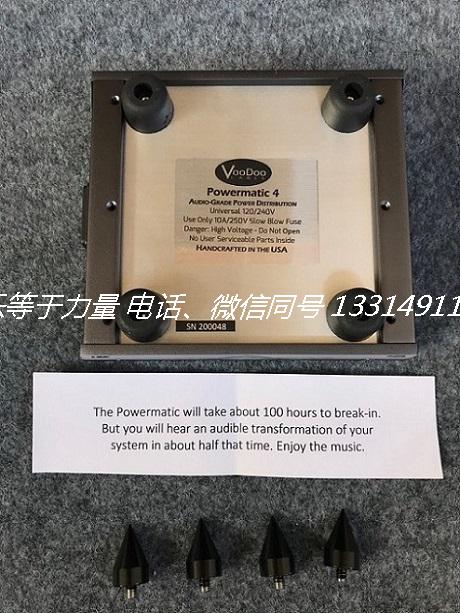 VooDoo
CABLE
Powermatic 4
AUDIO-GRADE POWER DISTRIBUTION
Universal 120/240V
Use Only 10A/250V Slow Blow Fuse
Danger: High Voltage - Do Not Open
No User Serviceable Parts Inside
HANDCRAFTED IN THE USA
等于力量 电话、微信同号 13314911
SN 200048
The Powermatic will take about 100 hours to break-in.
But you will hear an audible transformation of your
system in about half that time. Enjoy the music.